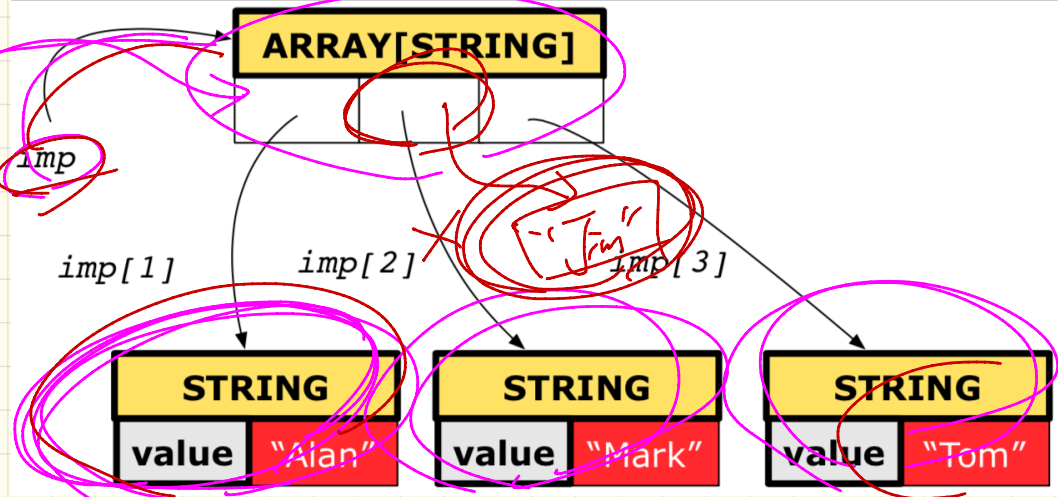 ARRAY[STRING]
imp
imp[1]
imp[2]
imp[3]
"Jim"
STRING
value "Alan"
STRING
value "Mark"
STRING
value "Tom"